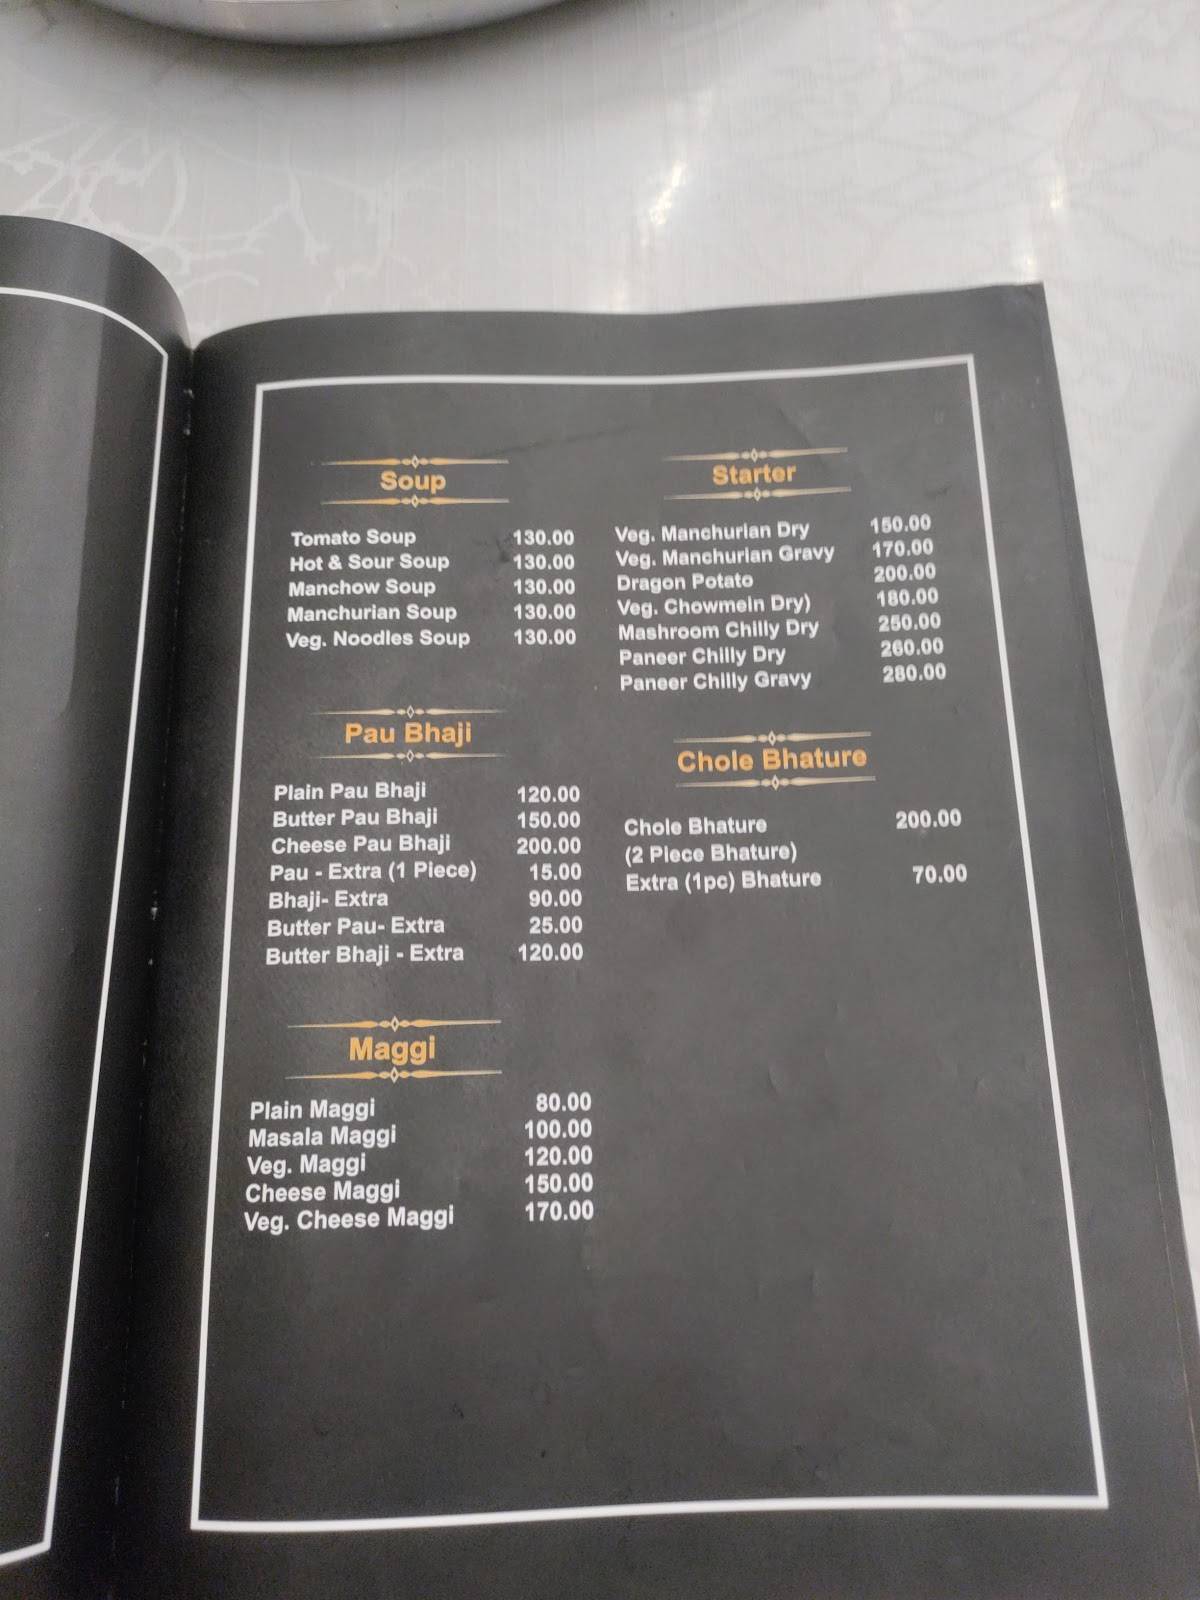 Soup
Tomato Soup 130.00
Hot & Sour Soup 130.00
Manchow Soup 130.00
Manchurian Soup 130.00
Veg. Noodles Soup 130.00
Pau Bhaji
Plain Pau Bhaji 120.00
Butter Pau Bhaji 150.00
Cheese Pau Bhaji 200.00
Pau - Extra (1 Piece) 15.00
Bhaji- Extra 90.00
Butter Pau- Extra 25.00
Butter Bhaji - Extra 120.00
Maggi
Plain Maggi 80.00
Masala Maggi 100.00
Veg. Maggi 120.00
Cheese Maggi 150.00
Veg. Cheese Maggi 170.00
Starter
Veg. Manchurian Dry 150.00
Veg. Manchurian Gravy 170.00
Dragon Potato 200.00
Veg. Chowmein Dry) 180.00
Mashroom Chilly Dry 250.00
Paneer Chilly Dry 260.00
Paneer Chilly Gravy 280.00
Chole Bhature
Chole Bhature 200.00
(2 Piece Bhature)
Extra (1pc) Bhature 70.00